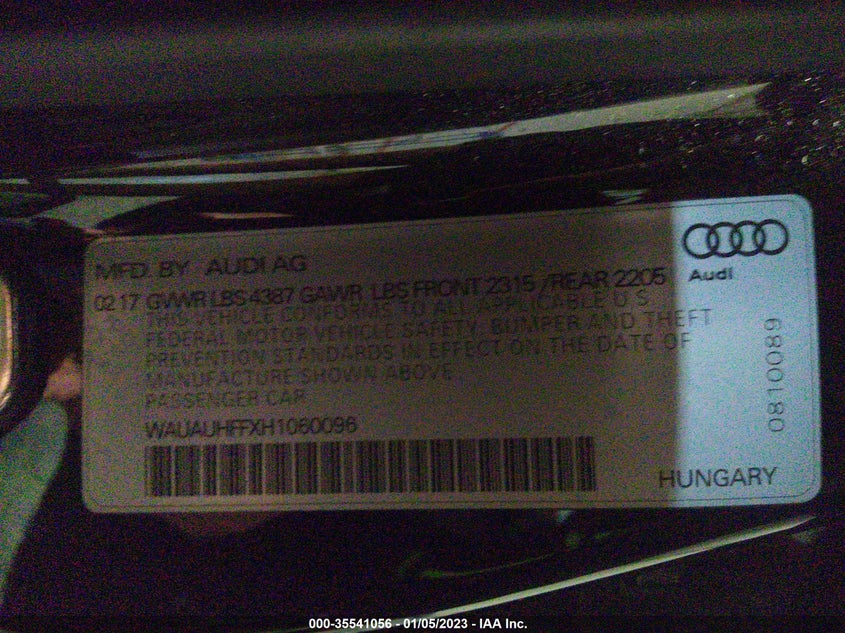 MFD. BY AUDI AG
02 17 GVWR LBS 4387 GAWR LBS FRONT 2315 /REAR 2205
THIS VEHICLE CONFORMS TO ALL APPLICABLE U S
FEDERAL MOTOR VEHICLE SAFETY, BUMPER AND THEFT
PREVENTION STANDARDS IN EFFECT ON THE DATE OF
MANUFACTURE SHOWN ABOVE.
PASSENGER CAR
WAUAUHFFXH1060096
Audi
0810089
HUNGARY
000-35541056 - 01/05/2023 - IAA Inc.